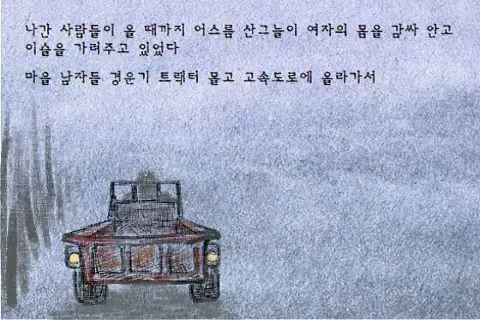 나간 사람들이 올 때까지 어스름 산그늘이 여자의 몸을 감싸 안고
이슬을 가려주고 있었다
마을 남자들 경운기 트랙터 몰고 고속도로에 올라가서